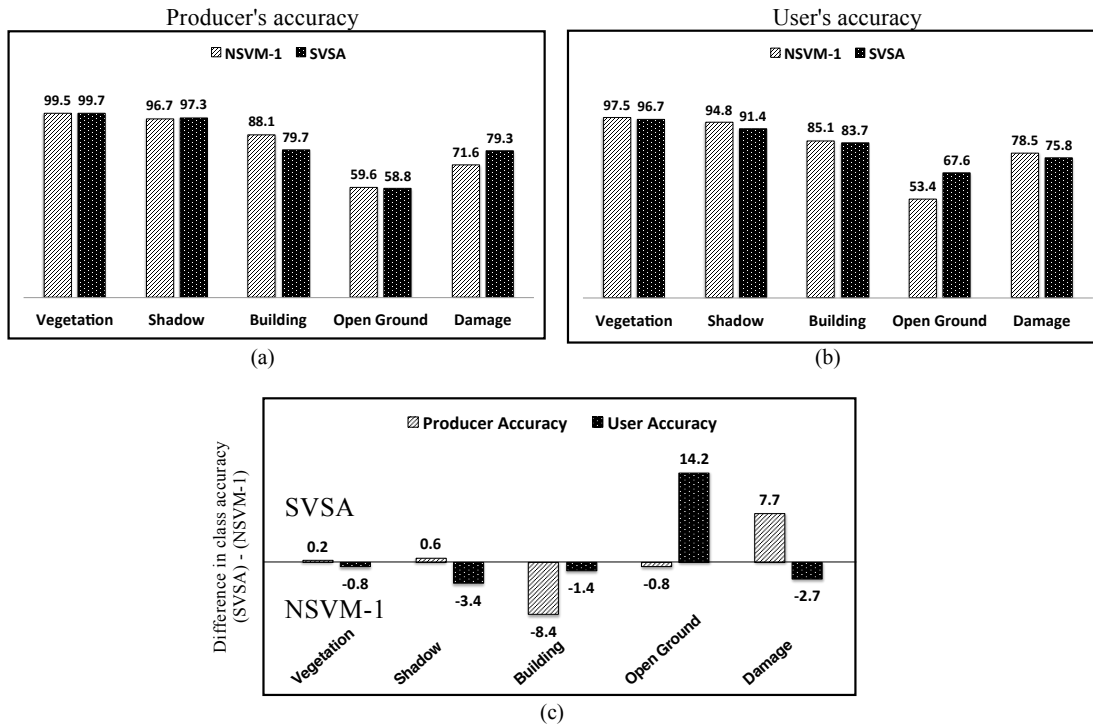 Producer's accuracy
NSVM-1 SVSA
99.5 99.7 96.7 97.3 88.1 79.7 59.6 58.8 71.6 79.3
Vegetation Shadow Building Open Ground Damage
(a)
User's accuracy
NSVM-1 SVSA
97.5 96.7 94.8 91.4 85.1 83.7 53.4 67.6 78.5 75.8
Vegetation Shadow Building Open Ground Damage
(b)
Producer Accuracy User Accuracy
Difference in class accuracy
(SVSA) - (NSVM-1)
SVSA
NSVM-1
0.2 -0.8 0.6 -3.4 -8.4 -1.4 -0.8 14.2 7.7 -2.7
Vegetation Shadow Building Open Ground Damage
(c)